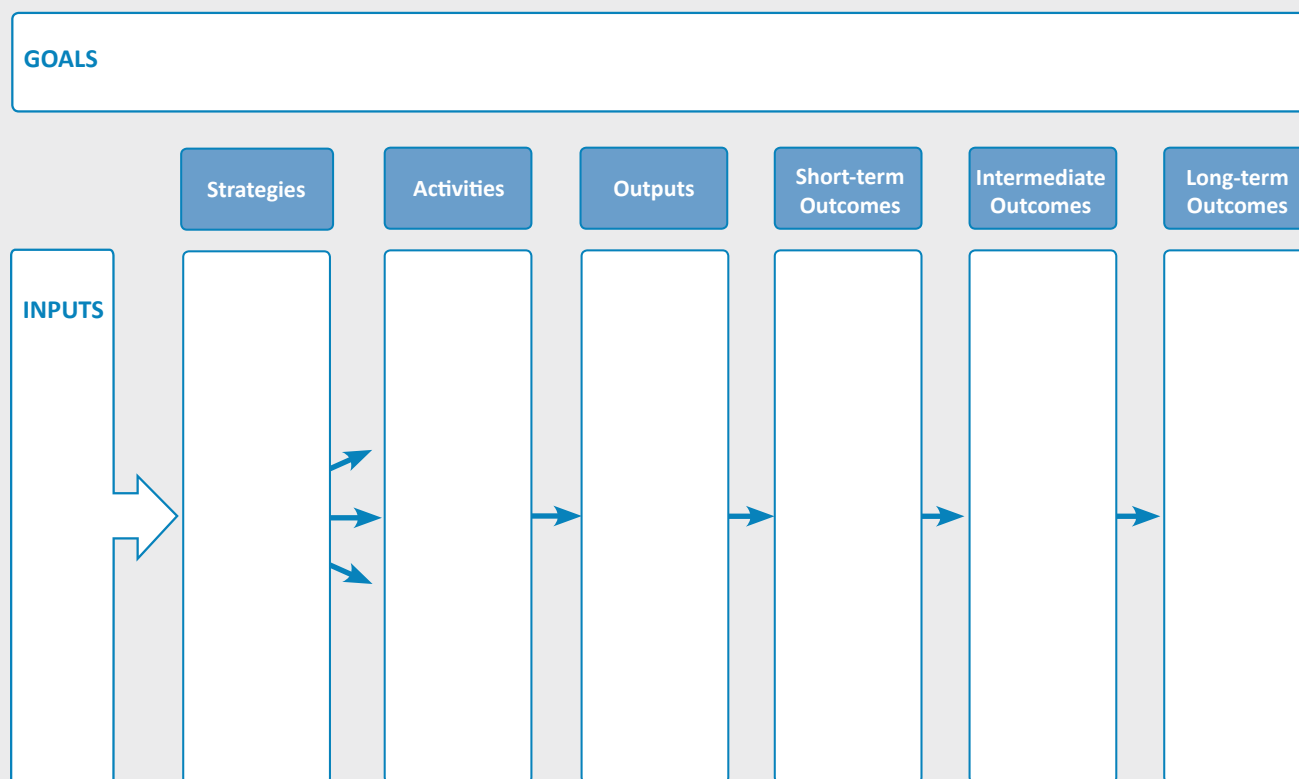 GOALS
Strategies
Activities
Outputs
Short-term
Outcomes
Intermediate
Outcomes
Long-term
Outcomes
INPUTS